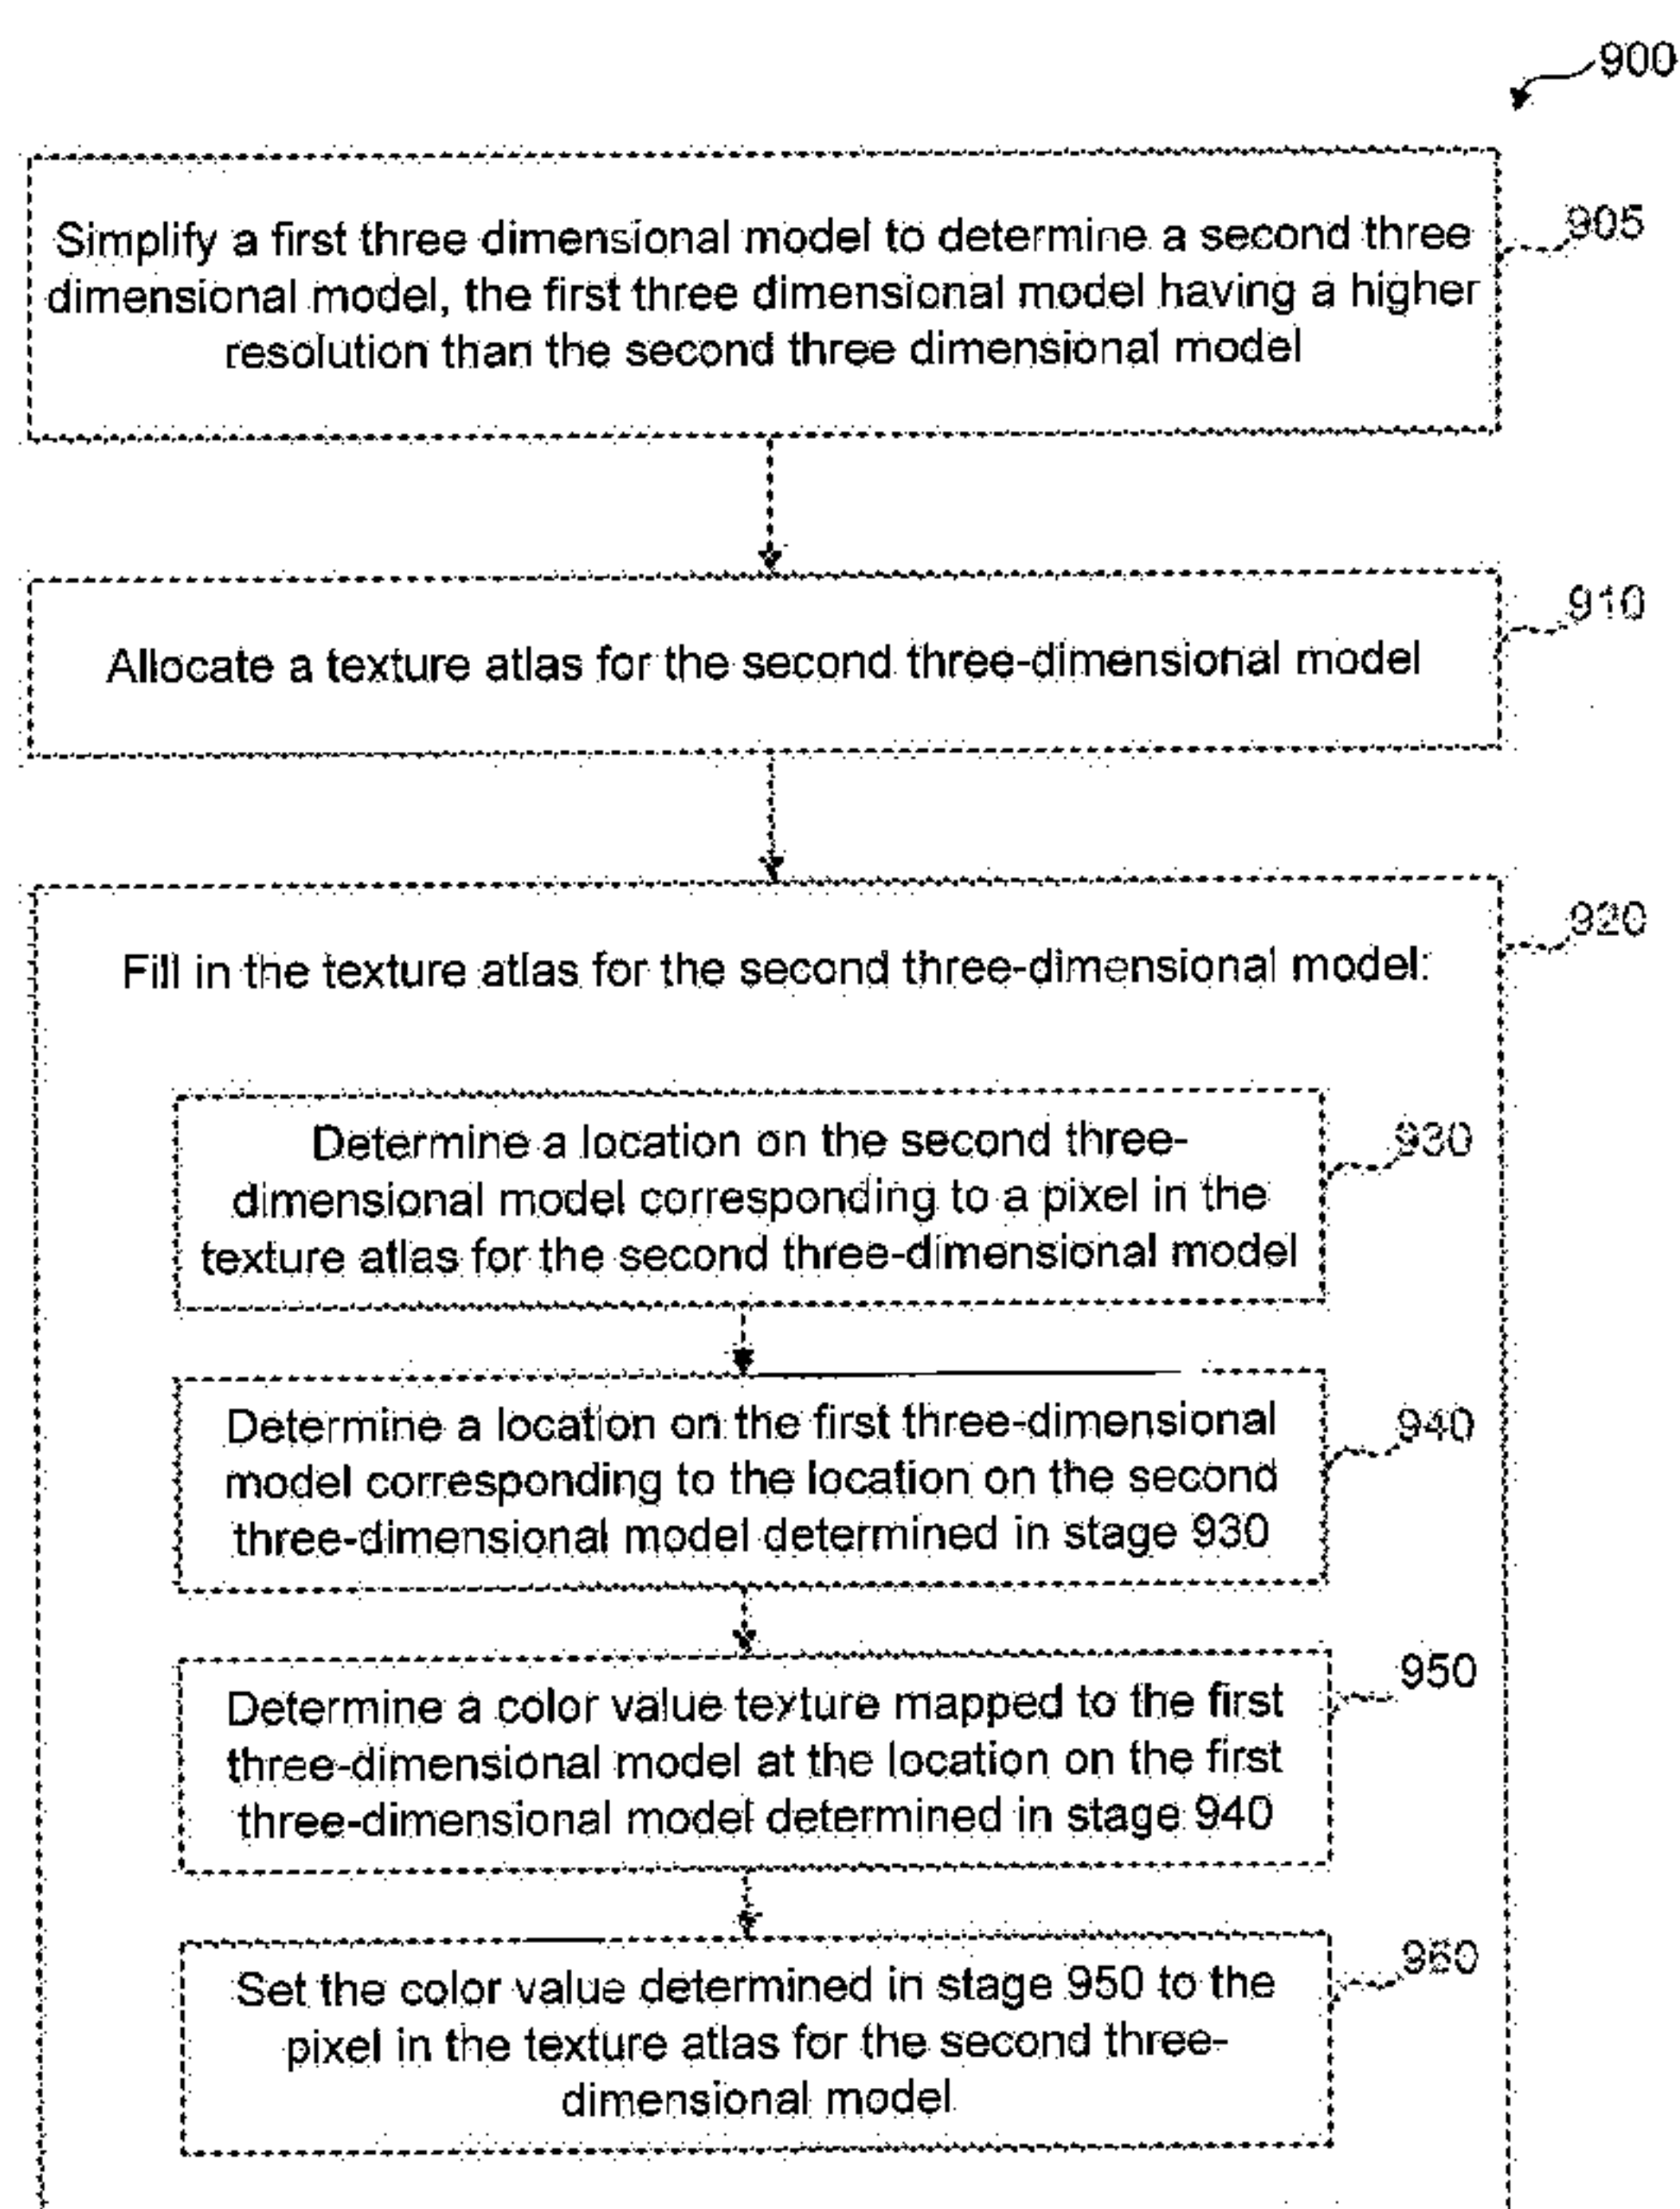 900
Simplify a first three dimensional model to determine a second three
dimensional model, the first three dimensional model having a higher
resolution than the second three dimensional model
905
Allocate a texture atlas for the second three-dimensional model
910
Fill in the texture atlas for the second three-dimensional model:
920
Determine a location on the second three-
dimensional model corresponding to a pixel in the
texture atlas for the second three-dimensional model
930
Determine a location on the first three-dimensional
model corresponding to the location on the second
three-dimensional model determined in stage 930
940
Determine a color value texture mapped to the first
three-dimensional model at the location on the first
three-dimensional model determined in stage 940
950
Set the color value determined in stage 950 to the
pixel in the texture atlas for the second three-
dimensional model
960